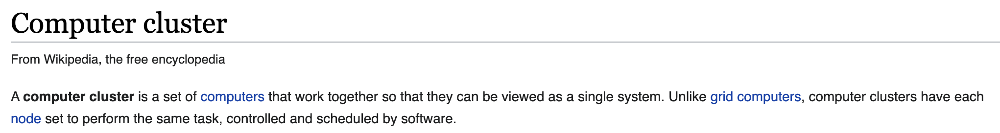 Computer cluster
From Wikipedia, the free encyclopedia
A computer cluster is a set of computers that work together so that they can be viewed as a single system. Unlike grid computers, computer clusters have each
node set to perform the same task, controlled and scheduled by software.